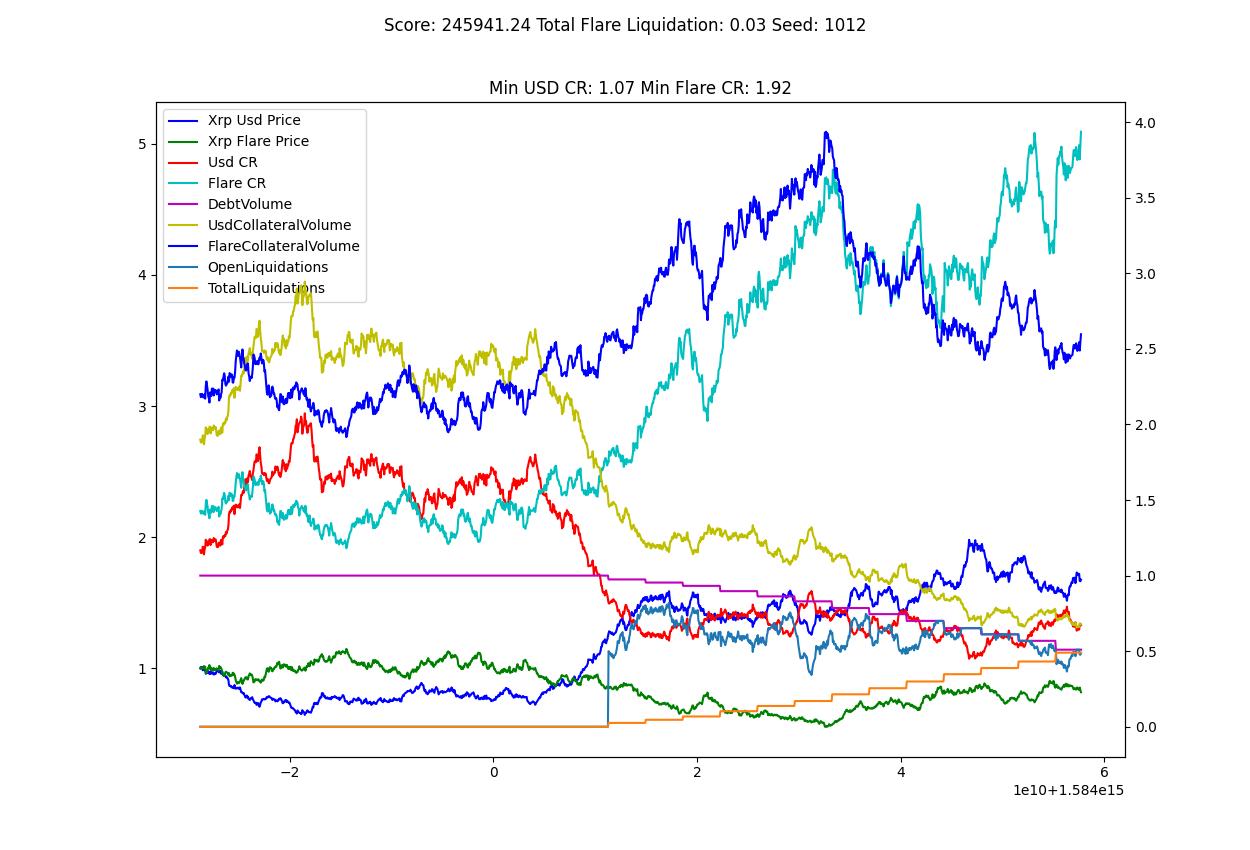 Score: 245941.24 Total Flare Liquidation: 0.03 Seed: 1012
Min USD CR: 1.07 Min Flare CR: 1.92
Xrp Usd Price
Xrp Flare Price
Usd CR
Flare CR
DebtVolume
UsdCollateralVolume
FlareCollateralVolume
OpenLiquidations
TotalLiquidations
5
4
3
2
1
4.0
3.5
3.0
2.5
2.0
1.5
1.0
0.5
0.0
−2 0 2 4 6
1e10+1.584e15